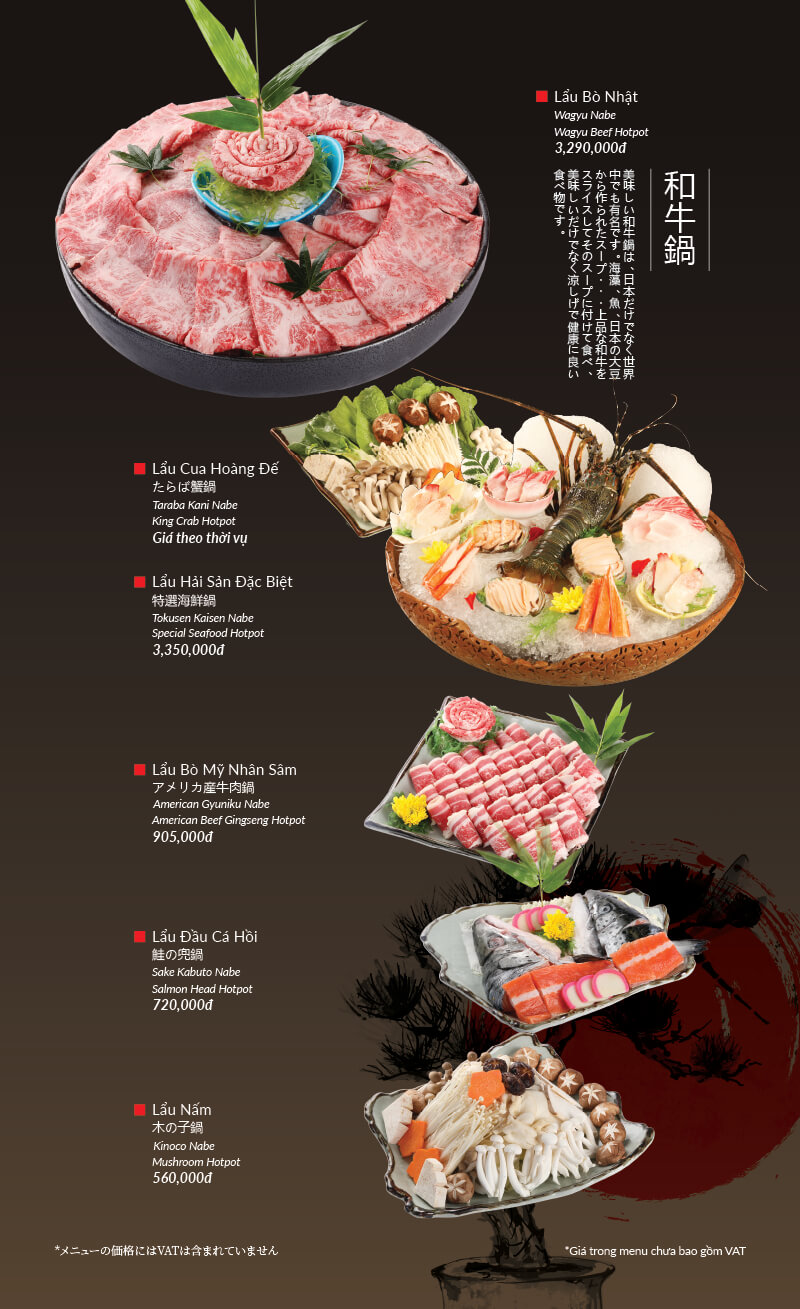 Lẩu Bò Nhật
Wagyu Nabe
Wagyu Beef Hotpot
3,290,000đ
和牛鍋
美味しい和牛鍋は、日本だけでなく世界
中でも有名です。海藻、魚、日本の大豆
から作られたスープ・・・上品な和牛を
スライスしてそのスープに付けて食べ、
美味しいだけでなく涼しげで健康に良い
食べ物です。
Lẩu Cua Hoàng Đế
たらば蟹鍋
Taraba Kani Nabe
King Crab Hotpot
Giá theo thời vụ
Lẩu Hải Sản Đặc Biệt
特選海鮮鍋
Tokusen Kaisen Nabe
Special Seafood Hotpot
3,350,000đ
Lẩu Bò Mỹ Nhân Sâm
アメリカ産牛肉鍋
American Gyuniku Nabe
American Beef Gingseng Hotpot
905,000đ
Lẩu Đầu Cá Hồi
鮭の兜鍋
Sake Kabuto Nabe
Salmon Head Hotpot
720,000đ
Lẩu Nấm
木の子鍋
Kinoco Nabe
Mushroom Hotpot
560,000đ
*メニューの価格にはVATは含まれていません
*Giá trong menu chưa bao gồm VAT